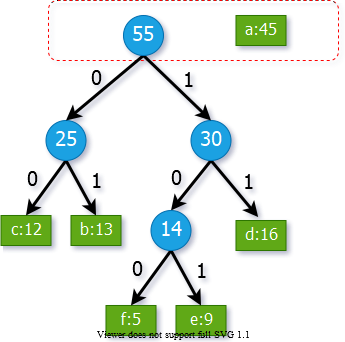 55
a:45
0
1
25
30
0
1
0
1
c:12
b:13
14
d:16
0
1
f:5
e:9
Viewer does not support full SVG 1.1